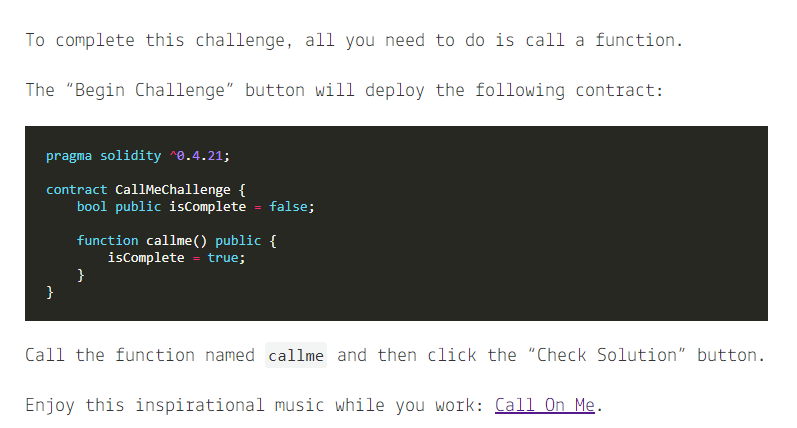 To complete this challenge, all you need to do is call a function.
The “Begin Challenge” button will deploy the following contract:
pragma solidity ^0.4.21;
contract CallMeChallenge {
    bool public isComplete = false;
    function callme() public {
        isComplete = true;
    }
}
Call the function named callme and then click the “Check Solution” button.
Enjoy this inspirational music while you work: Call On Me.